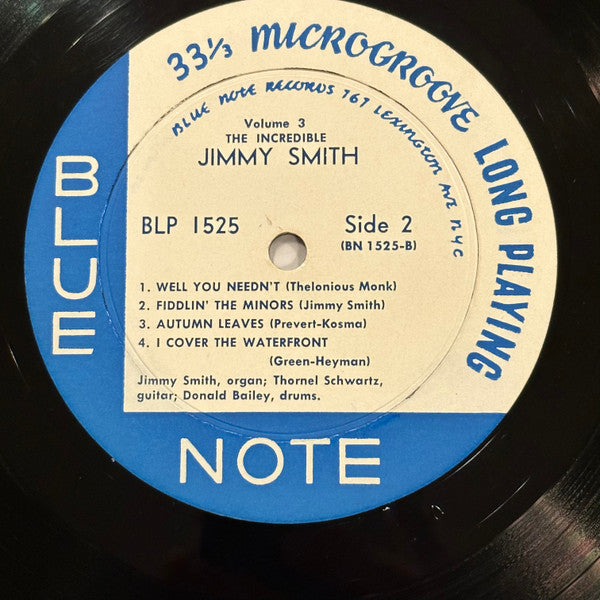 33⅓ MICROGROOVE LONG PLAYING
BLUE NOTE RECORDS 767 LEXINGTON AVE NYC
Volume 3
THE INCREDIBLE
JIMMY SMITH
BLP 1525
Side 2
(BN 1525-B)
1. WELL YOU NEEDN'T (Thelonious Monk)
2. FIDDLIN' THE MINORS (Jimmy Smith)
3. AUTUMN LEAVES (Prevert-Kosma)
4. I COVER THE WATERFRONT
(Green-Heyman)
Jimmy Smith, organ; Thornel Schwartz,
guitar; Donald Bailey, drums.
BLUE
NOTE